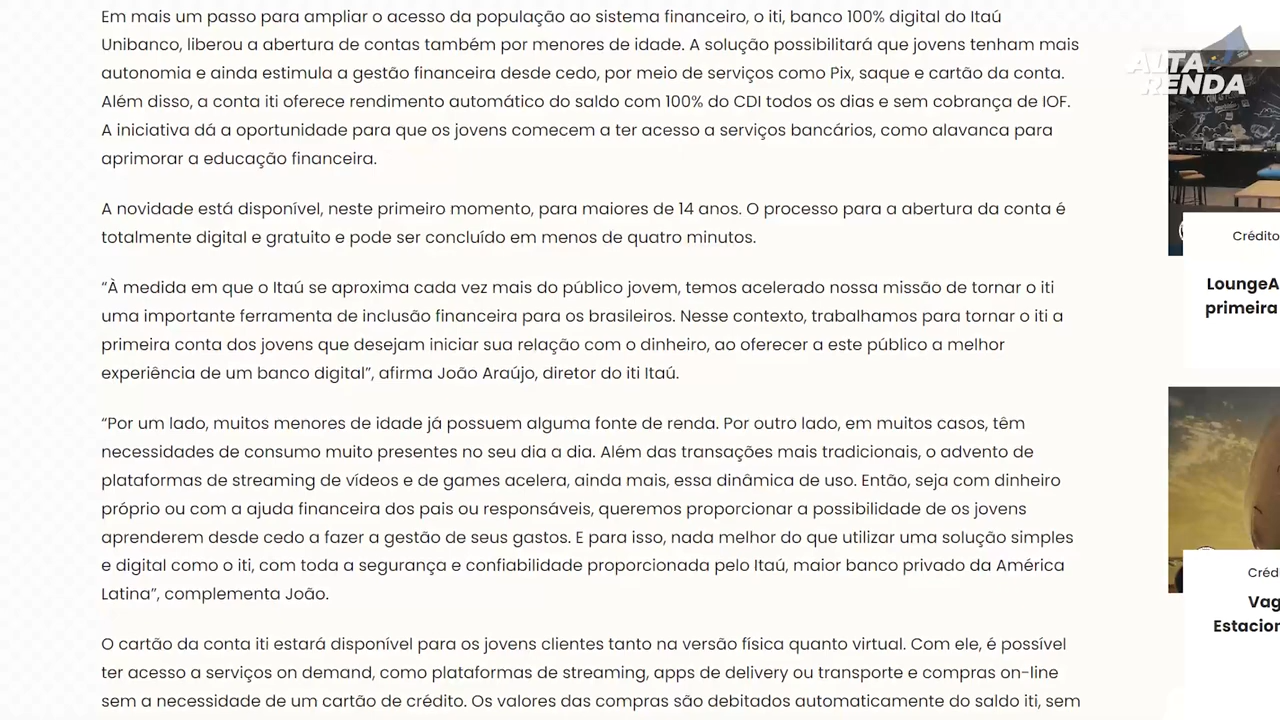 Em mais um passo para ampliar o acesso da população ao sistema financeiro, o iti, banco 100% digital do Itaú
Unibanco, liberou a abertura de contas também por menores de idade. A solução possibilitará que jovens tenham mais
autonomia e ainda estimula a gestão financeira desde cedo, por meio de serviços como Pix, saque e cartão da conta.
Além disso, a conta iti oferece rendimento automático do saldo com 100% do CDI todos os dias e sem cobrança de IOF.
A iniciativa dá a oportunidade para que os jovens comecem a ter acesso a serviços bancários, como alavanca para
aprimorar a educação financeira.
A novidade está disponível, neste primeiro momento, para maiores de 14 anos. O processo para a abertura da conta é
totalmente digital e gratuito e pode ser concluído em menos de quatro minutos.
“À medida em que o Itaú se aproxima cada vez mais do público jovem, temos acelerado nossa missão de tornar o iti
uma importante ferramenta de inclusão financeira para os brasileiros. Nesse contexto, trabalhamos para tornar o iti a
primeira conta dos jovens que desejam iniciar sua relação com o dinheiro, ao oferecer a este público a melhor
experiência de um banco digital”, afirma João Araújo, diretor do iti Itaú.
“Por um lado, muitos menores de idade já possuem alguma fonte de renda. Por outro lado, em muitos casos, têm
necessidades de consumo muito presentes no seu dia a dia. Além das transações mais tradicionais, o advento de
plataformas de streaming de vídeos e de games acelera, ainda mais, essa dinâmica de uso. Então, seja com dinheiro
próprio ou com a ajuda financeira dos pais ou responsáveis, queremos proporcionar a possibilidade de os jovens
aprenderem desde cedo a fazer a gestão de seus gastos. E para isso, nada melhor do que utilizar uma solução simples
e digital como o iti, com toda a segurança e confiabilidade proporcionada pelo Itaú, maior banco privado da América
Latina”, complementa João.
O cartão da conta iti estará disponível para os jovens clientes tanto na versão física quanto virtual. Com ele, é possível
ter acesso a serviços on demand, como plataformas de streaming, apps de delivery ou transporte e compras on-line
sem a necessidade de um cartão de crédito. Os valores das compras são debitados automaticamente do saldo iti, sem
ALTA
RENDA
Crédito
LoungeA
primeira
Crédi
Vag
Estacion